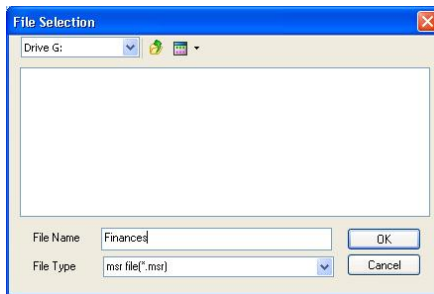 File Selection
Drive G:
File Name Finances
OK
File Type msr file(*.msr)
Cancel